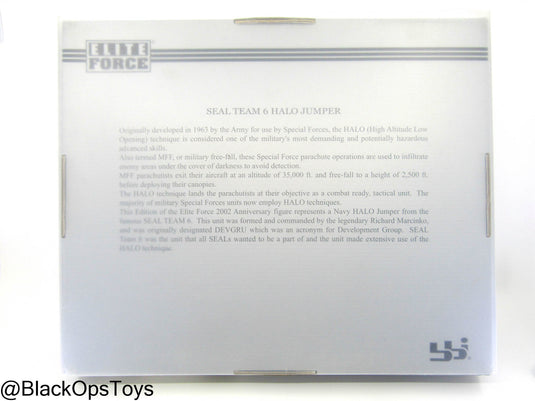 ELITE
FORCE
SEAL TEAM 6 HALO JUMPER
Originally developed in 1963 by the Army for use by Special Forces, the HALO (High Altitude Low
Opening) technique is considered one of the military's most demanding and potentially hazardous
advanced skills.
Also termed MFF, or military free-fall, these Special Force parachute operations are used to infiltrate
enemy areas under the cover of darkness to avoid detection.
MFF parachutists exit their aircraft at an altitude of 35,000 ft. and free-fall to a height of 2,500 ft.
before deploying their canopies.
The HALO technique lands the parachutists at their objective as a combat ready, tactical unit. The
majority of military Special Forces units now employ HALO techniques.
This Edition of the Elite Force 2002 Anniversary figure represents a Navy HALO Jumper from the
famous SEAL TEAM 6. This unit was formed and commanded by the legendary Richard Marcinko,
and was originally designated DEVGRU which was an acronym for Development Group. SEAL
Team 6 was the unit that all SEALs wanted to be a part of and the unit made extensive use of the
HALO technique.
bbi
@BlackOpsToys